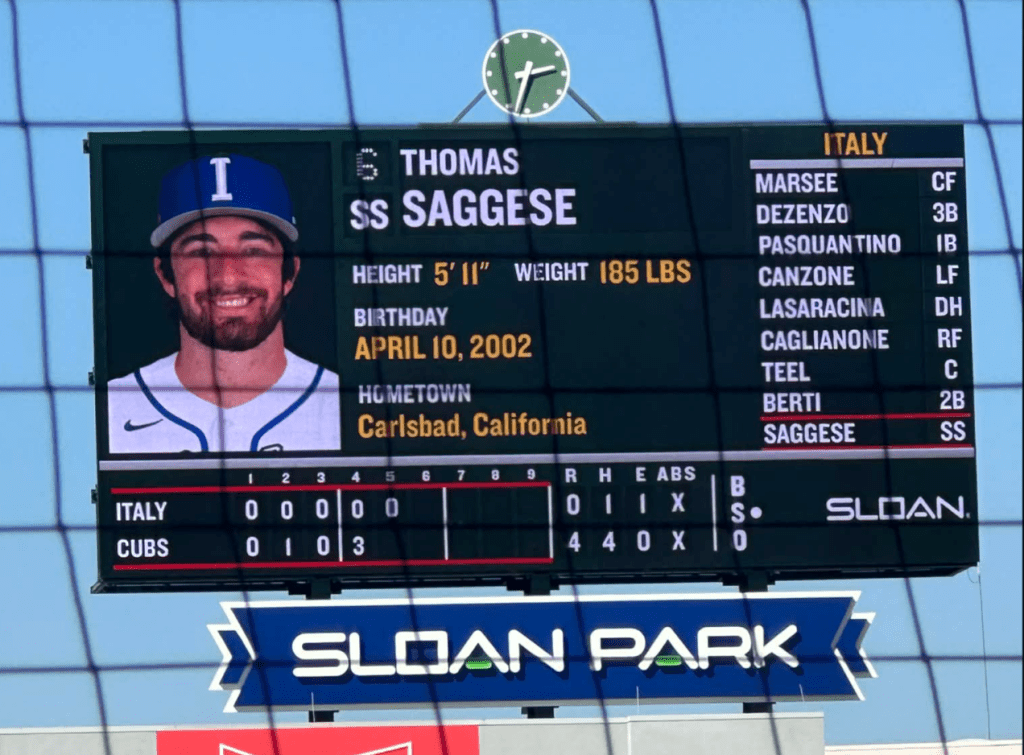 I
6 THOMAS
SS SAGGESE
HEIGHT 5' 11" WEIGHT 185 LBS
BIRTHDAY
APRIL 10, 2002
HOMETOWN
Carlsbad, California
ITALY
MARSEE CF
DEZENZO 3B
PASQUANTINO 1B
CANZONE LF
LASARACINA DH
CAGLIANONE RF
TEEL C
BERTI 2B
SAGGESE SS
1 2 3 4 5 6 7 8 9 R H E ABS B
ITALY 0 0 0 0 0 0 1 1 X S
CUBS 0 1 0 3 4 4 0 X O
SLOAN
SLOAN PARK